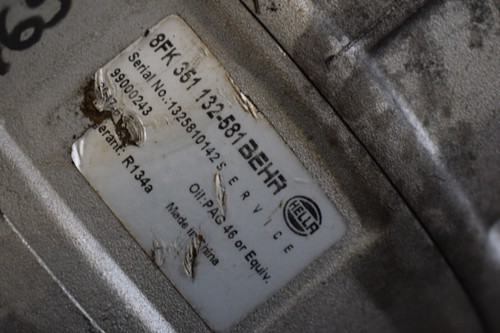 8FK 351 132-581 BEHR HELLA
Serial No.:1325810142 SERVICE
99000243
Oil: PAG 46 or Equiv.
erant: R134a
Made in China